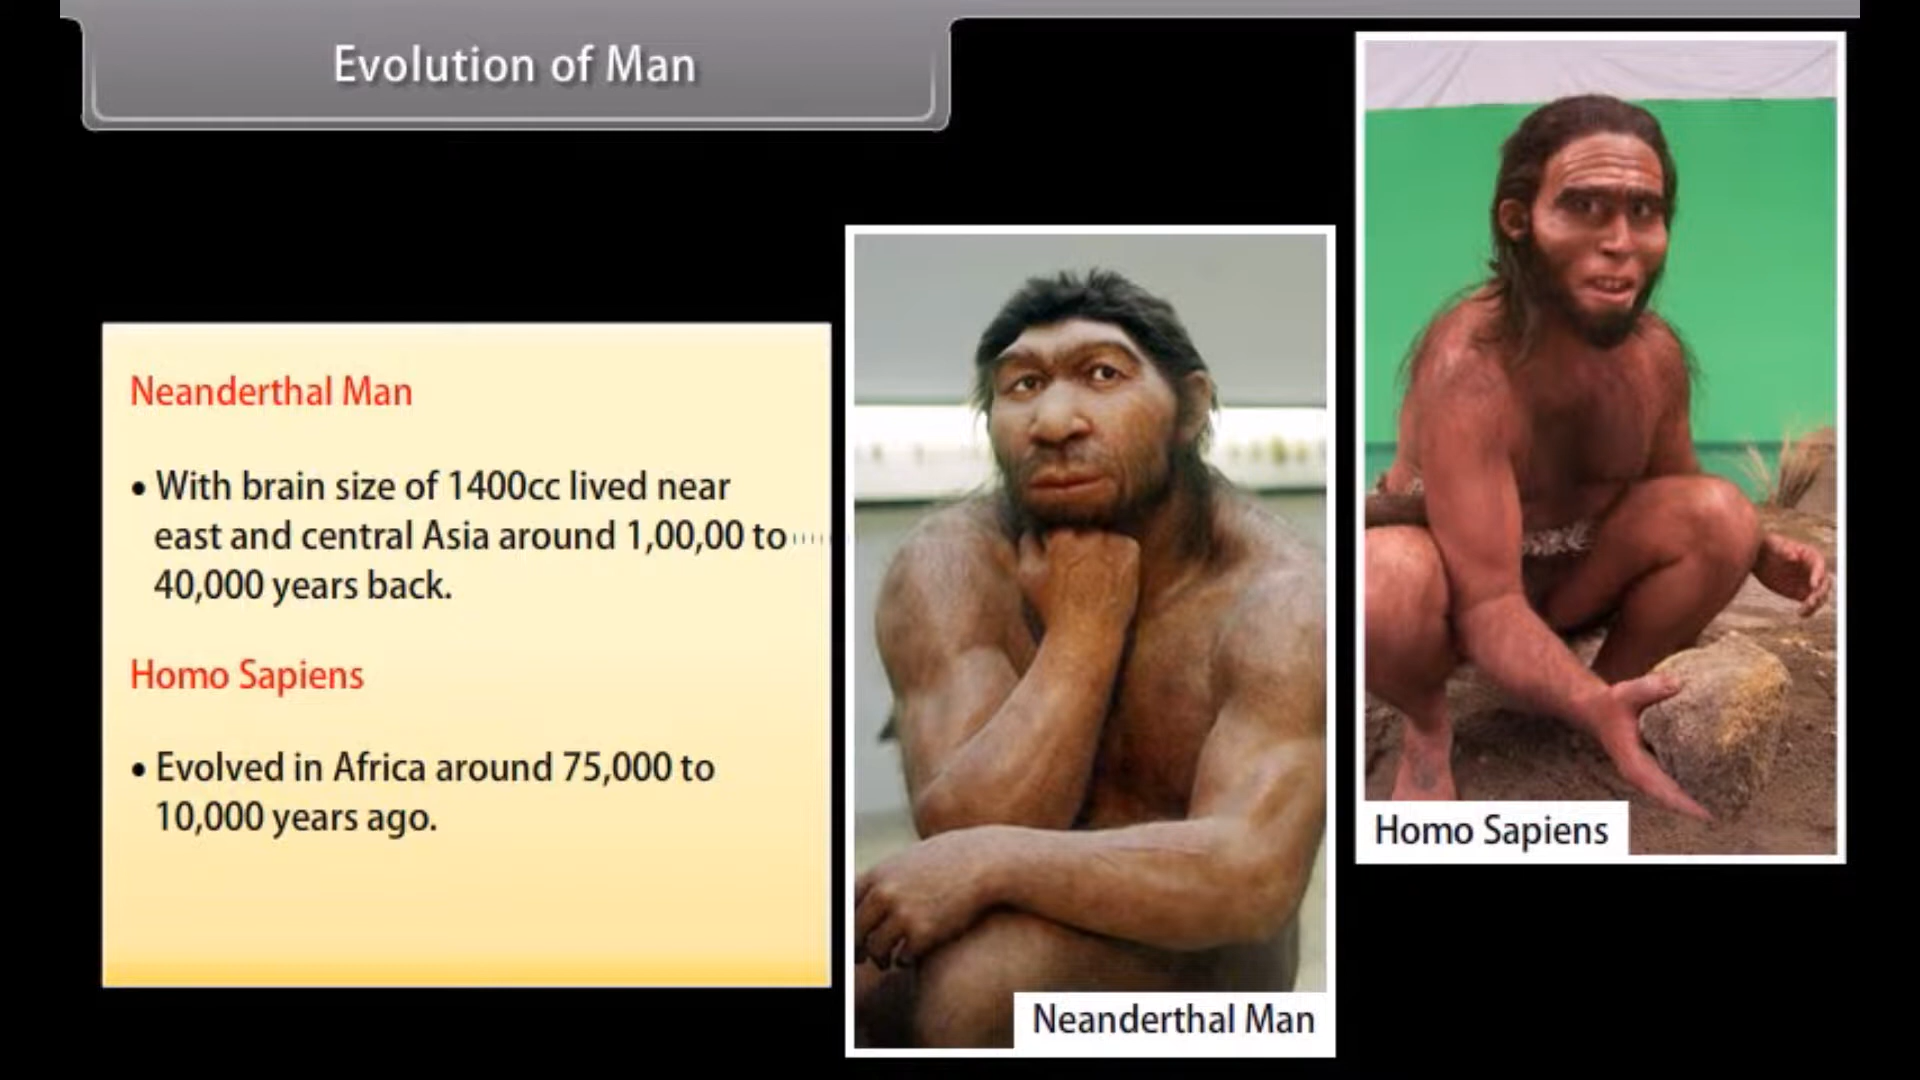 Evolution of Man
Neanderthal Man
• With brain size of 1400cc lived near
east and central Asia around 1,00,00 to
40,000 years back.
Homo Sapiens
• Evolved in Africa around 75,000 to
10,000 years ago.
Neanderthal Man
Homo Sapiens